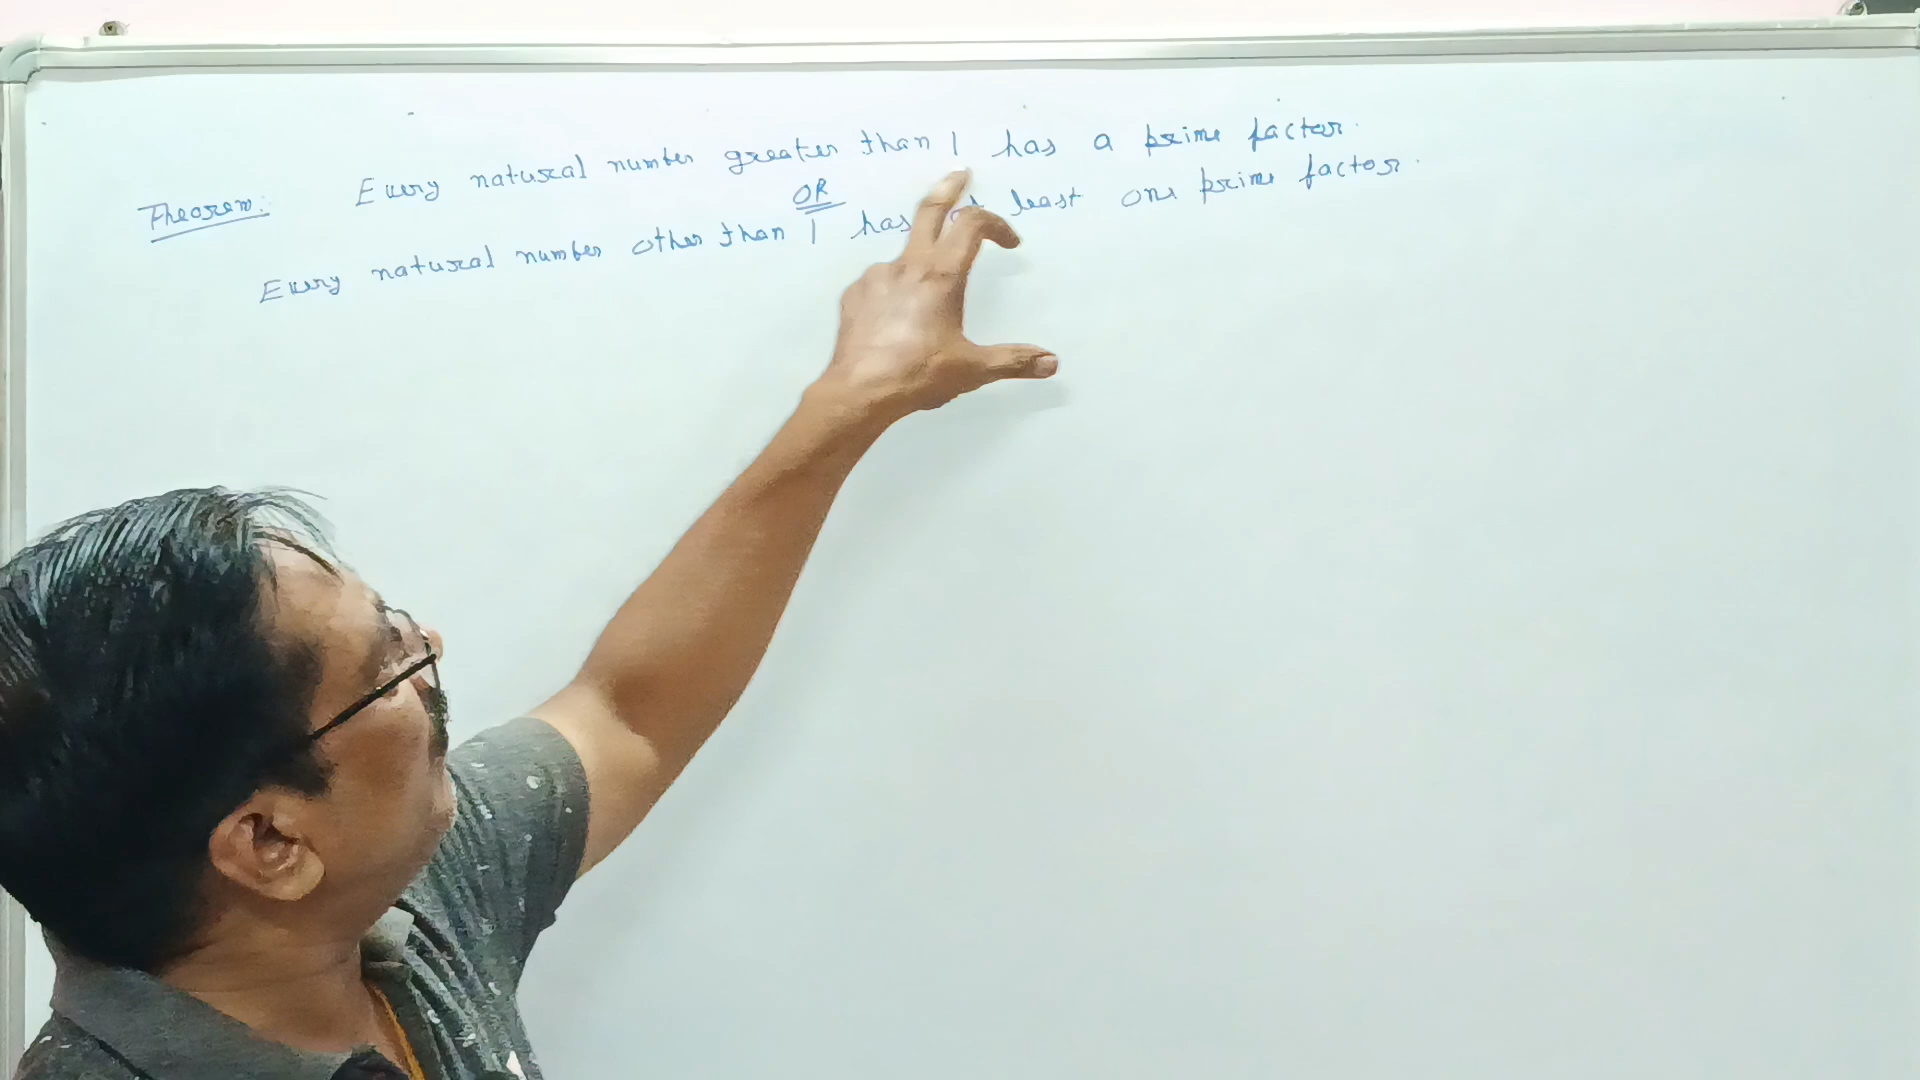 Theorem: Every natural number greater than 1 has a prime factor.
OR
Every natural number other than 1 has at least one prime factor.